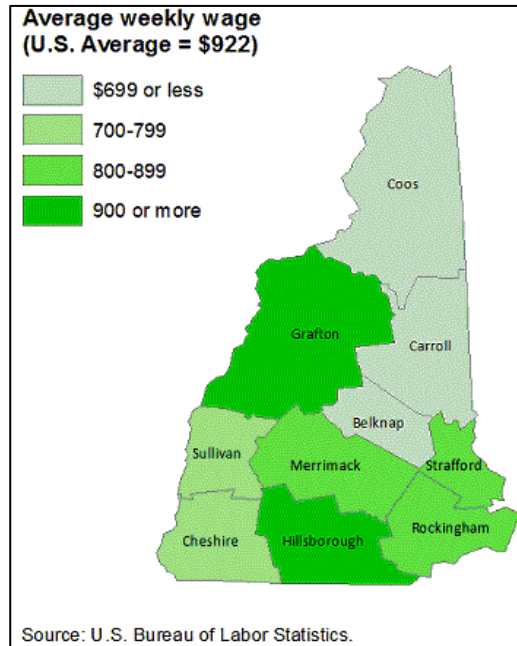 Average weekly wage
(U.S. Average = $922)
$699 or less
700-799
800-899
900 or more
Coos
Grafton
Carroll
Belknap
Sullivan
Merrimack
Strafford
Cheshire
Hillsborough
Rockingham
Source: U.S. Bureau of Labor Statistics.